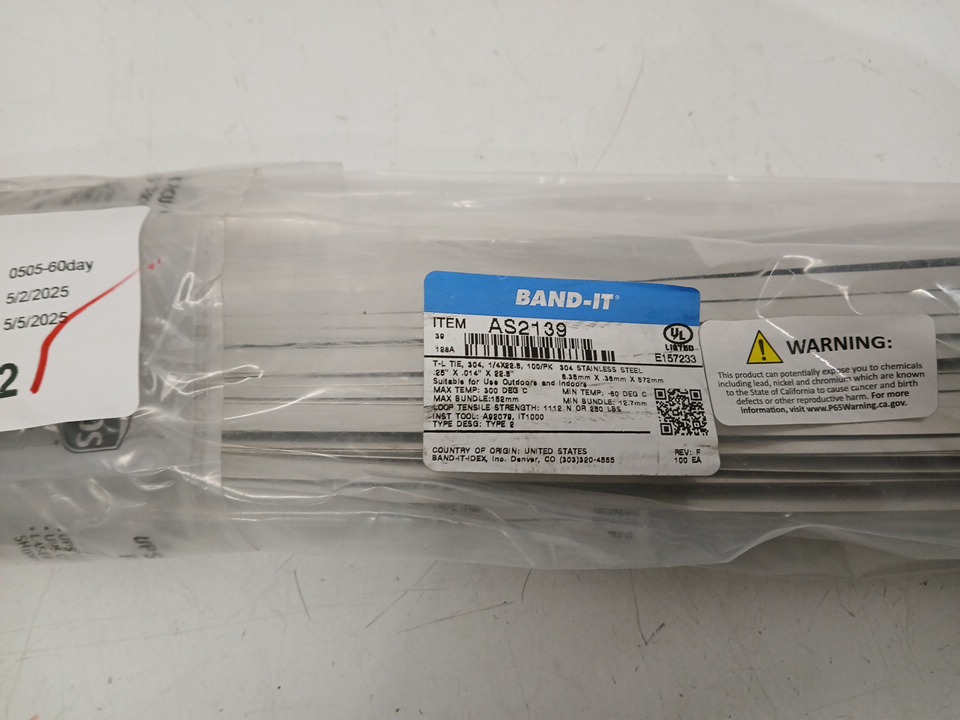 0505-60day
5/2/2025
5/5/2025
2
BAND-IT®
ITEM AS2139
39
128A
UL
LISTED
E157233
T-L TIE, 304, 1/4X22.5, 100/PK 304 STAINLESS STEEL
.25" X .014" X 22.5" 6.35mm X .36mm X 572mm
Suitable for Use Outdoors and Indoors
MAX TEMP: 300 DEG C MIN TEMP: -60 DEG C
MAX BUNDLE:152mm MIN BUNDLE: 12.7mm
LOOP TENSILE STRENGTH: 1112. N OR 250 LBS
INST TOOL: A92079, IT1000
TYPE DESG: TYPE 2
COUNTRY OF ORIGIN: UNITED STATES REV: F
BAND-IT-IDEX, Inc. Denver, CO (303)320-4555 100 EA
WARNING:
This product can potentially expose you to chemicals
including lead, nickel and chromium which are known
to the State of California to cause cancer and birth
defects or other reproductive harm. For more
information, visit www.P65Warning.ca.gov.
UPS